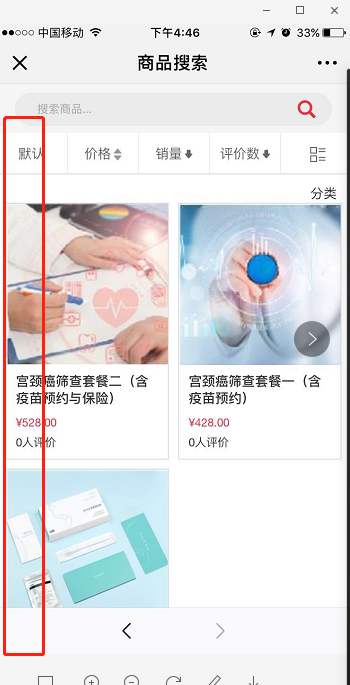 中国移动 下午4:46 33%
商品搜索
搜索商品...
默认 价格 销量 评价数
分类
宫颈癌筛查套餐二（含
疫苗预约与保险）
¥528.00
0人评价
宫颈癌筛查套餐一（含
疫苗预约）
¥428.00
0人评价